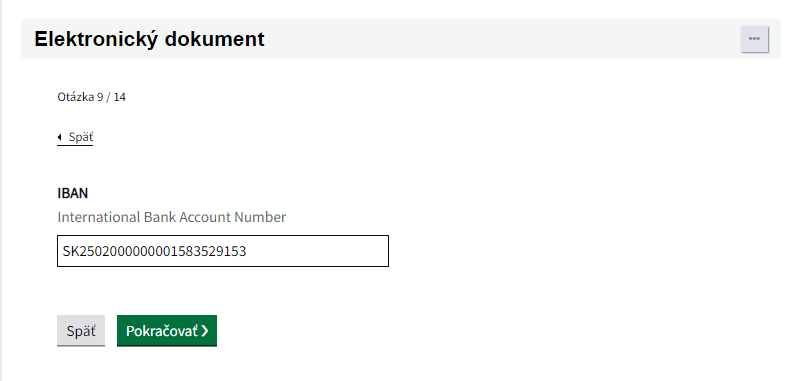 Elektronický dokument
Otázka 9 / 14
Späť
IBAN
International Bank Account Number
SK2502000000001583529153
Späť Pokračovať